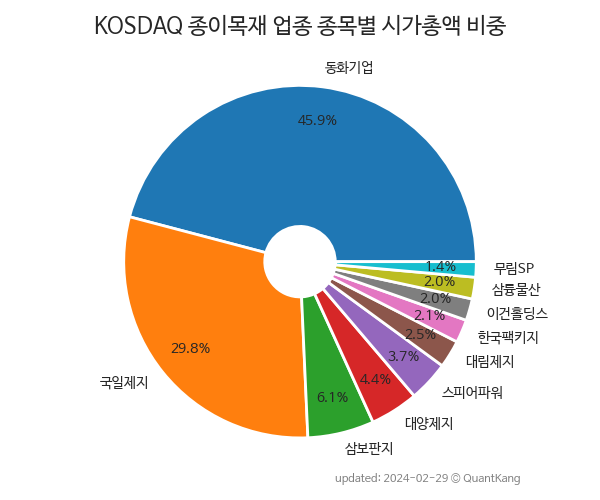 KOSDAQ 종이목재 업종 종목별 시가총액 비중
동화기업
45.9%
국일제지
29.8%
삼보판지
6.1%
대양제지
4.4%
스피어파워
3.7%
대림제지
2.5%
한국팩키지
2.1%
이건홀딩스
2.0%
삼륭물산
2.0%
무림SP
1.4%
updated: 2024-02-29 © QuantKang